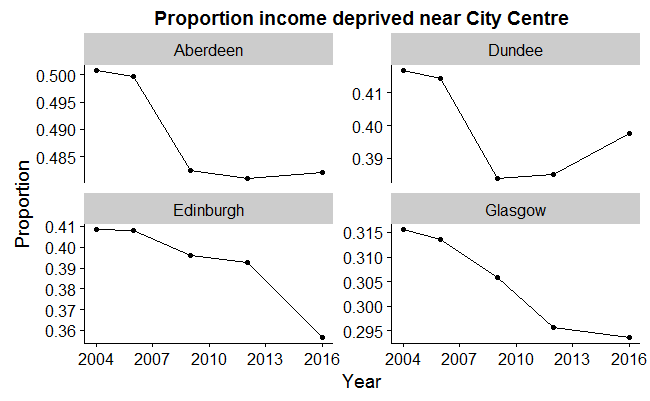 Proportion income deprived near City Centre
Aberdeen
Dundee
0.500
0.495
0.490
0.485
0.41
0.40
0.39
Edinburgh
Glasgow
0.41
0.40
0.39
0.38
0.37
0.36
0.315
0.310
0.305
0.300
0.295
2004 2007 2010 2013 2016
2004 2007 2010 2013 2016
Year
Proportion